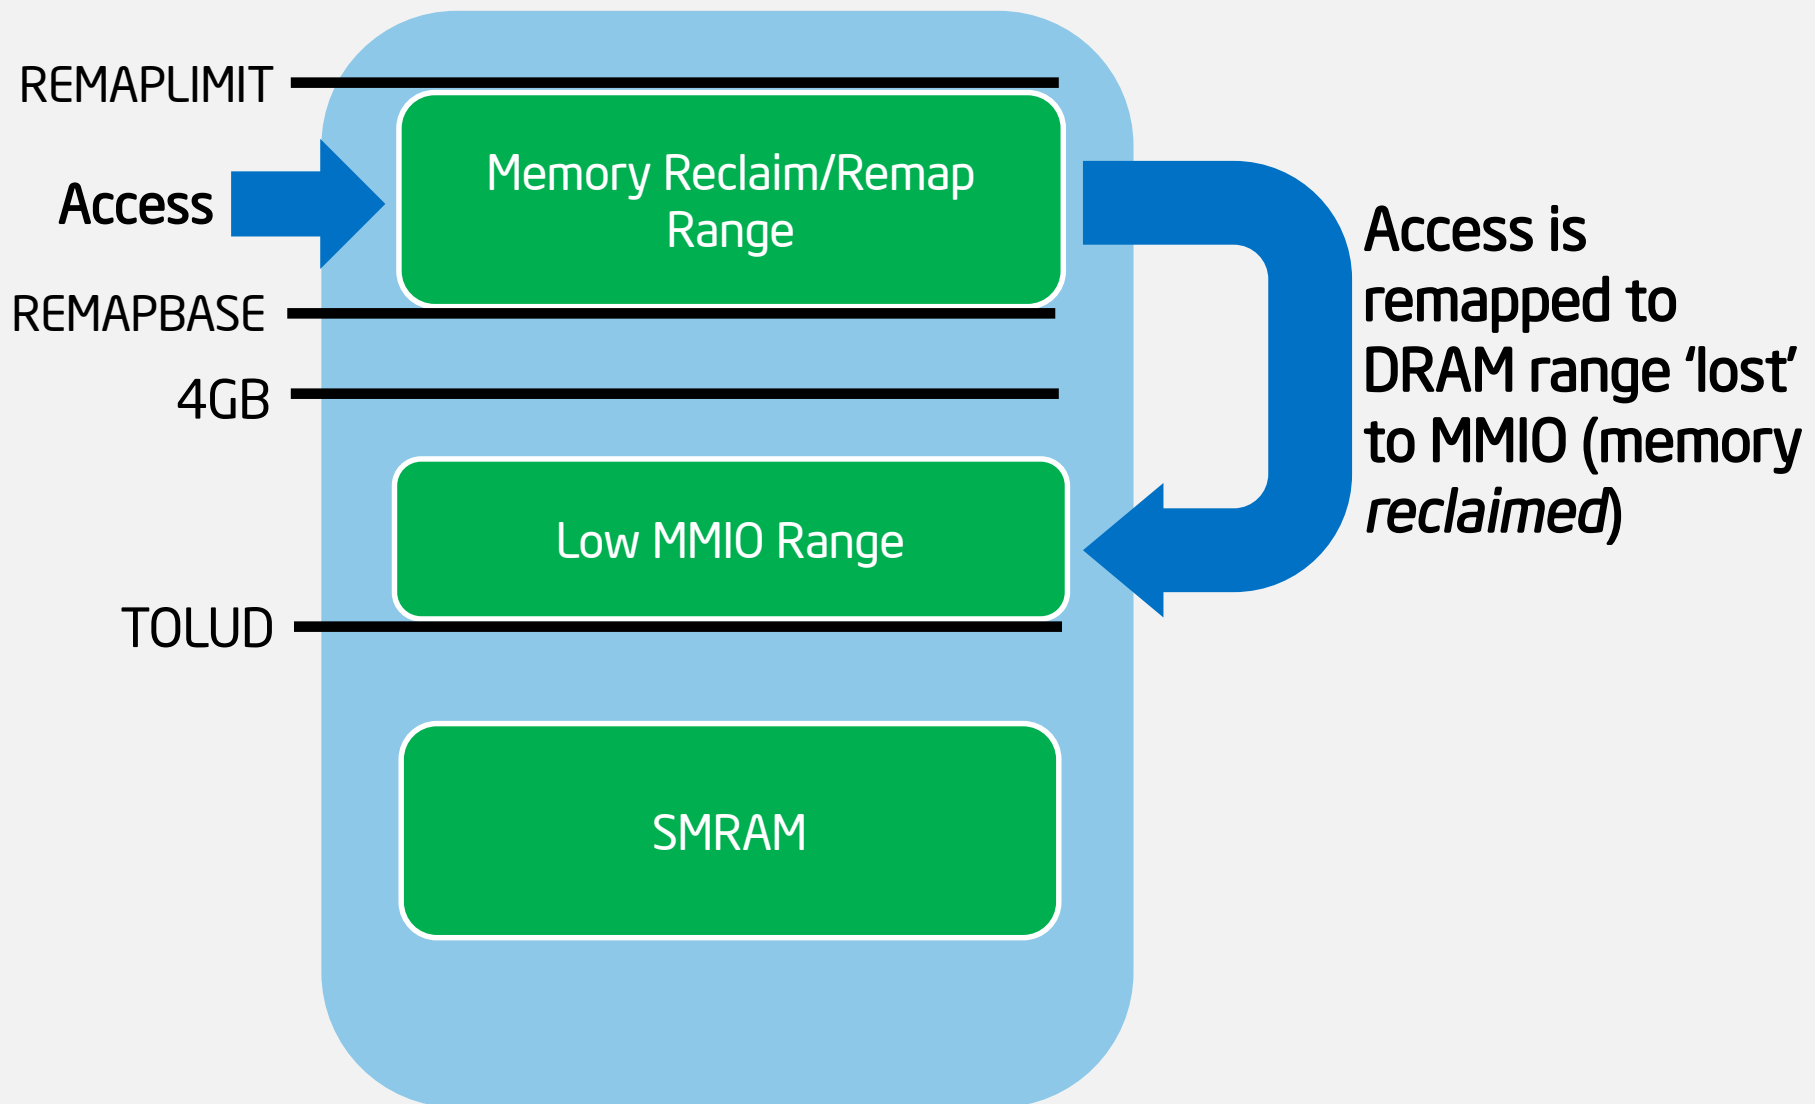 REMAPLIMIT
Memory Reclaim/Remap
Range
Access
Access is
remapped to
DRAM range ‘lost’
to MMIO (memory
reclaimed)
REMAPBASE
4GB
Low MMIO Range
TOLUD
SMRAM